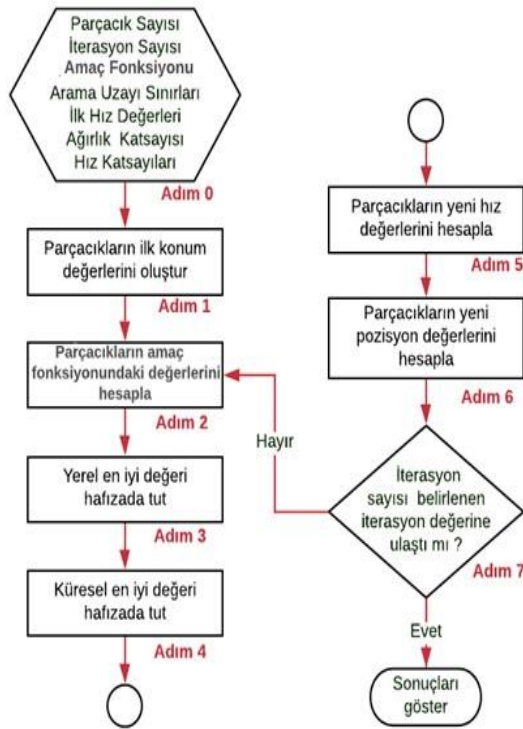 Parçacık Sayısı
İterasyon Sayısı
Amaç Fonksiyonu
Arama Uzayı Sınırları
İlk Hız Değerleri
Ağırlık Katsayısı
Hız Katsayıları
Adım 0
Parçacıkların ilk konum
değerlerini oluştur
Adım 1
Parçacıkların amaç
fonksiyonundaki değerlerini
hesapla
Adım 2
Yerel en iyi değeri
hafızada tut
Adım 3
Küresel en iyi değeri
hafızada tut
Adım 4
Parçacıkların yeni hız
değerlerini hesapla
Adım 5
Parçacıkların yeni
pozisyon değerlerini
hesapla
Adım 6
Hayır
İterasyon
sayısı belirlenen
iterasyon değerine
ulaştı mı ?
Adım 7
Evet
Sonuçları
göster